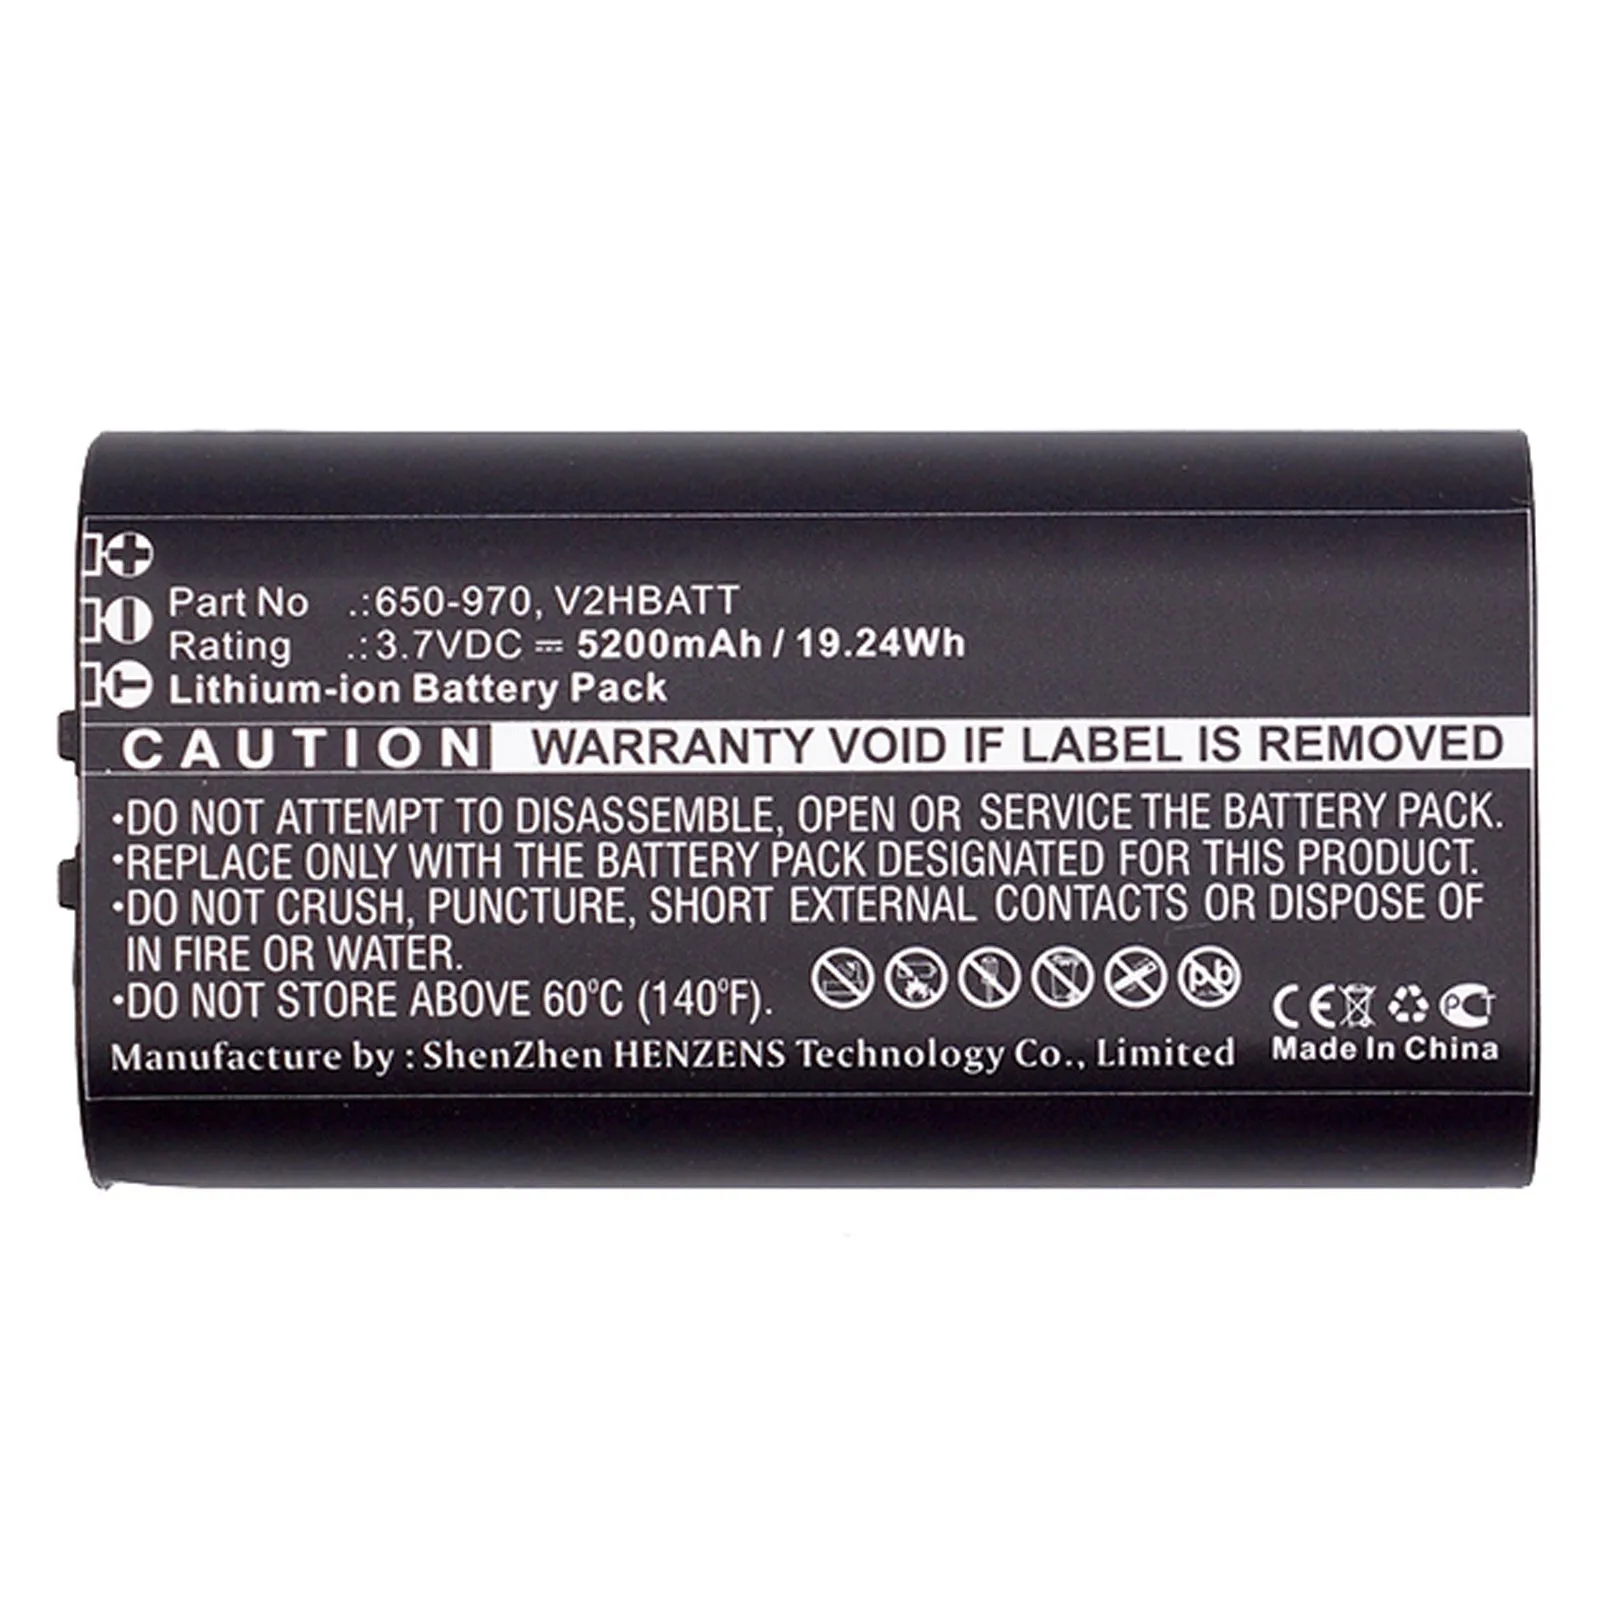 Part No .:650-970, V2HBATT
Rating .:3.7VDC ⎓ 5200mAh / 19.24Wh
Lithium-ion Battery Pack
CAUTION WARRANTY VOID IF LABEL IS REMOVED
•DO NOT ATTEMPT TO DISASSEMBLE, OPEN OR SERVICE THE BATTERY PACK.
•REPLACE ONLY WITH THE BATTERY PACK DESIGNATED FOR THIS PRODUCT.
•DO NOT CRUSH, PUNCTURE, SHORT EXTERNAL CONTACTS OR DISPOSE OF
IN FIRE OR WATER.
•DO NOT STORE ABOVE 60°C (140°F).
Pb
CE PCT
Manufacture by : ShenZhen HENZENS Technology Co., Limited
Made In China